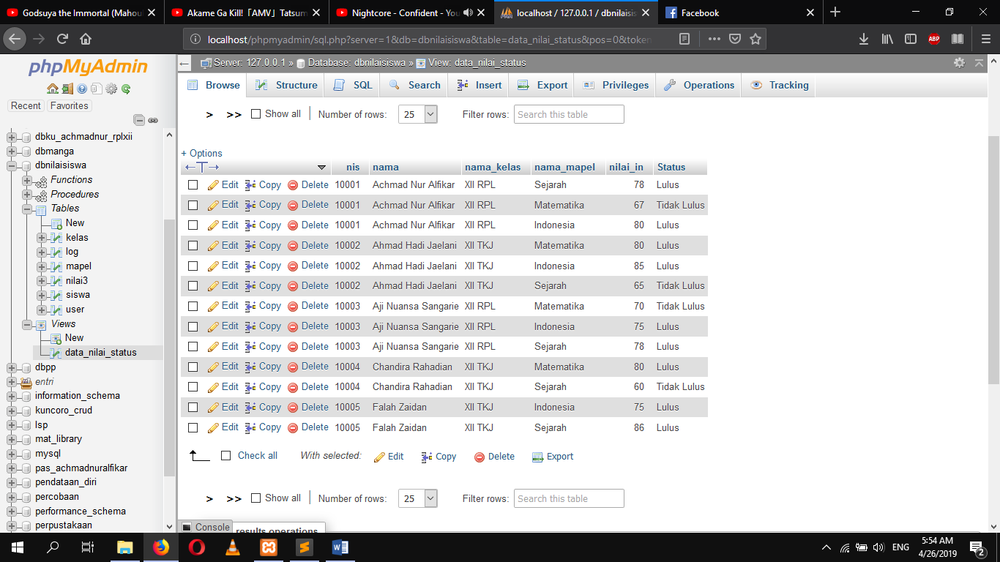 Godsuya the Immortal (Mahou
Akame Ga Kill!「AMV」Tatsum
Nightcore - Confident - You
localhost / 127.0.0.1 / dbnilaisis
Facebook
localhost/phpmyadmin/sql.php?server=1&db=dbnilaisiswa&table=data_nilai_status&pos=0&token
ABP
phpMyAdmin
Recent Favorites
dbku_achmadnur_rplxii
dbmanga
dbnilaisiswa
Functions
Procedures
Tables
New
kelas
log
mapel
nilai3
siswa
user
Views
New
data_nilai_status
dbpp
entri
information_schema
kuncoro_crud
lsp
mat_library
mysql
pas_achmadnuralfikar
pendataan_diri
percobaan
performance_schema
perpustakaan
Server: 127.0.0.1 » Database: dbnilaisiswa » View: data_nilai_status
Browse Structure SQL Search Insert Export Privileges Operations Tracking
> >> Show all | Number of rows: 25 Filter rows: Search this table
+ Options
nis nama nama_kelas nama_mapel nilai_in Status
Edit Copy Delete 10001 Achmad Nur Alfikar XII RPL Sejarah 78 Lulus
Edit Copy Delete 10001 Achmad Nur Alfikar XII RPL Matematika 67 Tidak Lulus
Edit Copy Delete 10001 Achmad Nur Alfikar XII RPL Indonesia 80 Lulus
Edit Copy Delete 10002 Ahmad Hadi Jaelani XII TKJ Matematika 80 Lulus
Edit Copy Delete 10002 Ahmad Hadi Jaelani XII TKJ Indonesia 85 Lulus
Edit Copy Delete 10002 Ahmad Hadi Jaelani XII TKJ Sejarah 65 Tidak Lulus
Edit Copy Delete 10003 Aji Nuansa Sangarie XII RPL Matematika 70 Tidak Lulus
Edit Copy Delete 10003 Aji Nuansa Sangarie XII RPL Indonesia 75 Lulus
Edit Copy Delete 10003 Aji Nuansa Sangarie XII RPL Sejarah 78 Lulus
Edit Copy Delete 10004 Chandira Rahadian XII TKJ Matematika 80 Lulus
Edit Copy Delete 10004 Chandira Rahadian XII TKJ Sejarah 60 Tidak Lulus
Edit Copy Delete 10005 Falah Zaidan XII TKJ Indonesia 75 Lulus
Edit Copy Delete 10005 Falah Zaidan XII TKJ Sejarah 86 Lulus
Check all With selected: Edit Copy Delete Export
> >> Show all | Number of rows: 25 Filter rows: Search this table
Console results operations
ENG
5:54 AM
4/26/2019
2